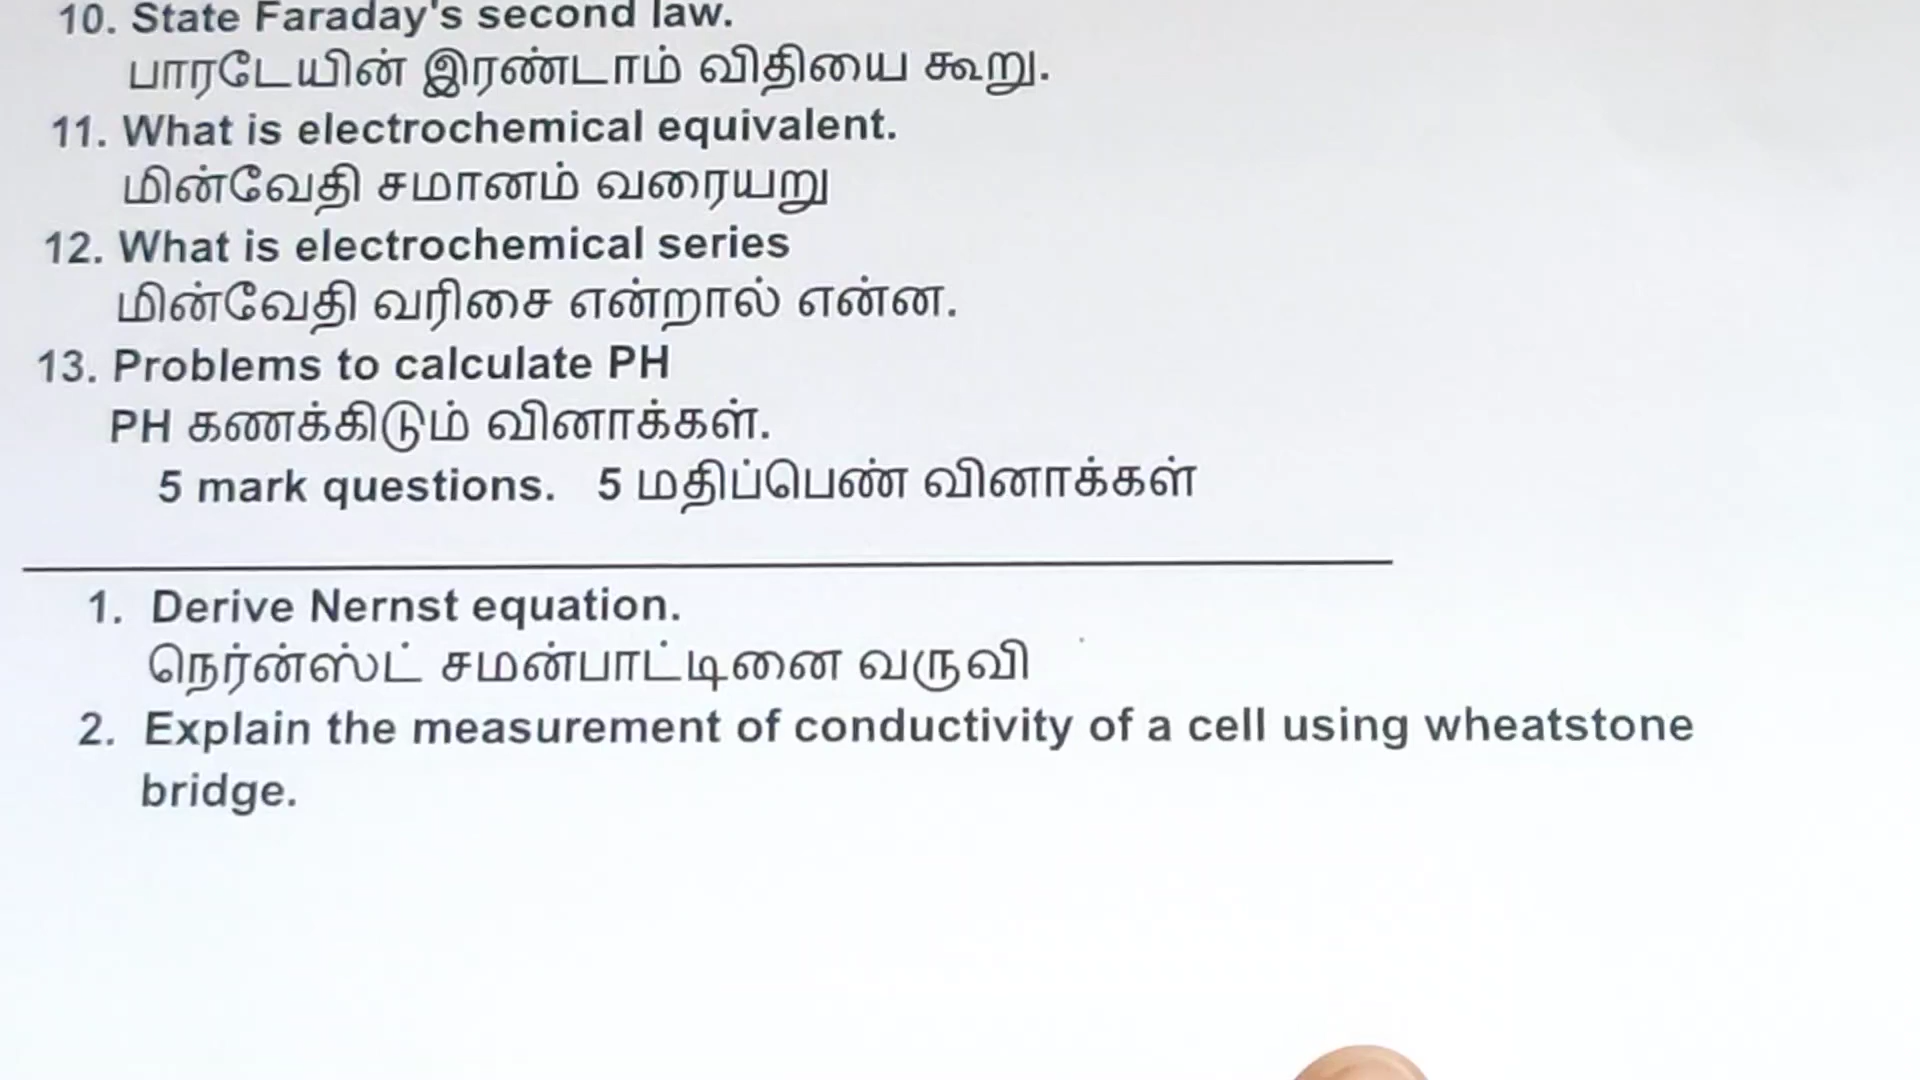 10. State Faraday's second law.
பாரடேயின் இரண்டாம் விதியை கூறு.
11. What is electrochemical equivalent.
மின்வேதி சமானம் வரையறு
12. What is electrochemical series
மின்வேதி வரிசை என்றால் என்ன.
13. Problems to calculate PH
PH கணக்கிடும் வினாக்கள்.
5 mark questions. 5 மதிப்பெண் வினாக்கள்
1. Derive Nernst equation.
நெர்ன்ஸ்ட் சமன்பாட்டினை வருவி
2. Explain the measurement of conductivity of a cell using wheatstone
bridge.